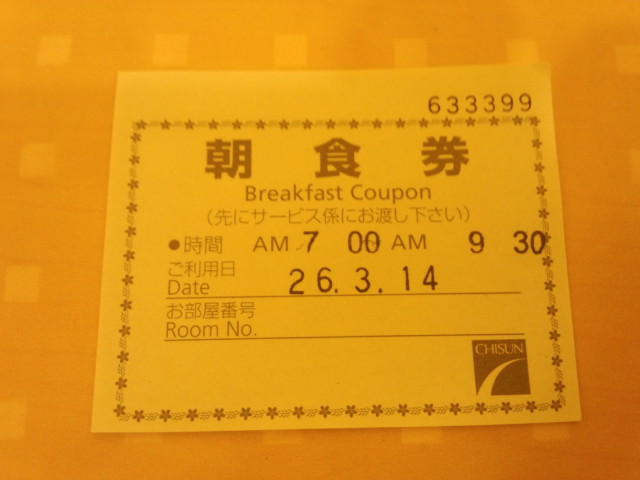 633399
朝食券
Breakfast Coupon
(先にサービス係にお渡し下さい)
●時間 AM 7 00 〜 AM 9 30
ご利用日
Date 26.3.14
お部屋番号
Room No.
CHISUN